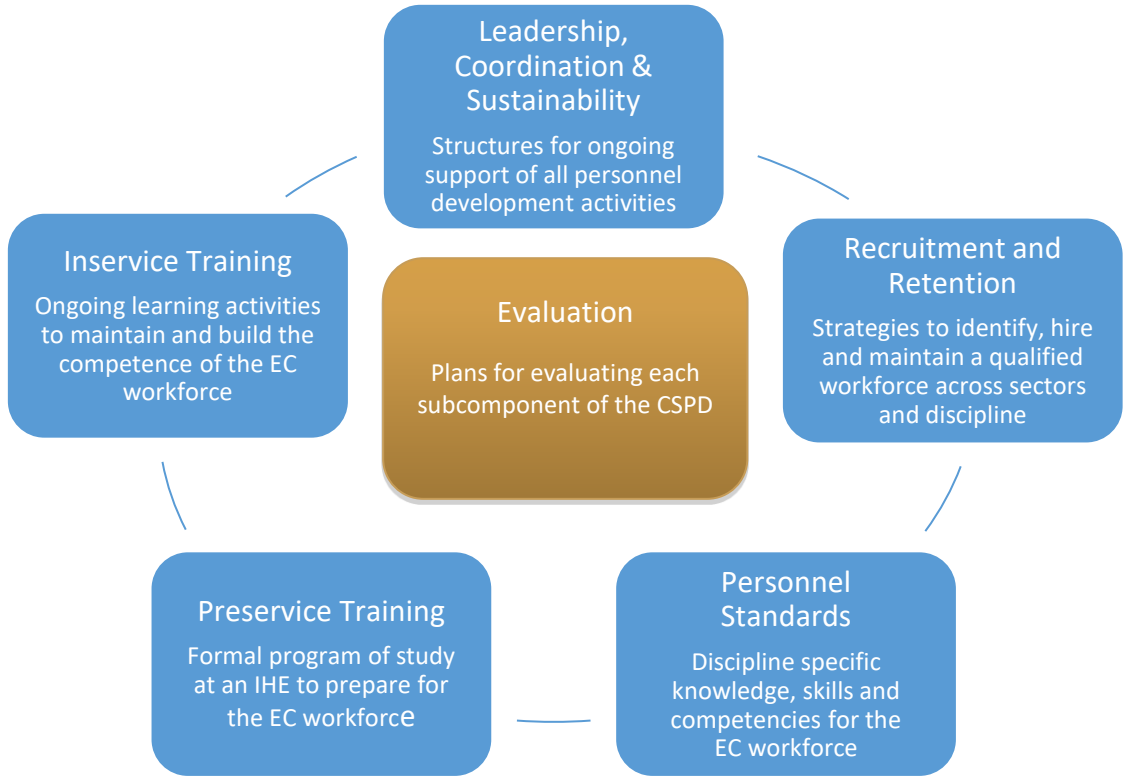 Leadership,
Coordination &
Sustainability
Structures for ongoing
support of all personnel
development activities
Recruitment and
Retention
Strategies to identify, hire
and maintain a qualified
workforce across sectors
and discipline
Personnel
Standards
Discipline specific
knowledge, skills and
competencies for the
EC workforce
Preservice Training
Formal program of study
at an IHE to prepare for
the EC workforce
Inservice Training
Ongoing learning activities
to maintain and build the
competence of the EC
workforce
Evaluation
Plans for evaluating each
subcomponent of the CSPD